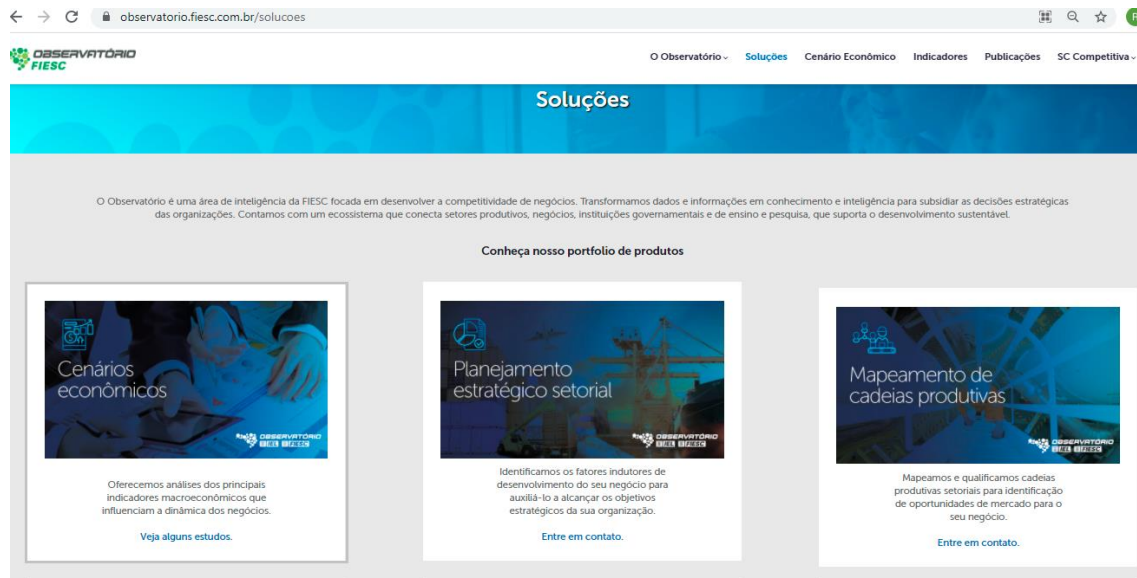 observatorio.fiesc.com.br/solucoes
OBSERVATÓRIO
FIESC
O Observatório
Soluções
Cenário Econômico
Indicadores
Publicações
SC Competitiva
Soluções
O Observatório é uma área de inteligência da FIESC focada em desenvolver a competitividade de negócios. Transformamos dados e informações em conhecimento e inteligência para subsidiar as decisões estratégicas
das organizações. Contamos com um ecossistema que conecta setores produtivos, negócios, instituições governamentais e de ensino e pesquisa, que suporta o desenvolvimento sustentável.
Conheça nosso portfolio de produtos
Cenários
econômicos
OBSERVATÓRIO
FIESC
Oferecemos análises dos principais
indicadores macroeconômicos que
influenciam a dinâmica dos negócios.
Veja alguns estudos.
Planejamento
estratégico setorial
OBSERVATÓRIO
FIESC
Identificamos os fatores indutores de
desenvolvimento do seu negócio para
auxiliá-lo a alcançar os objetivos
estratégicos da sua organização.
Entre em contato.
Mapeamento de
cadeias produtivas
OBSERVATÓRIO
FIESC
Mapeamos e qualificamos cadeias
produtivas setoriais para identificação
de oportunidades de mercado para o
seu negócio.
Entre em contato.